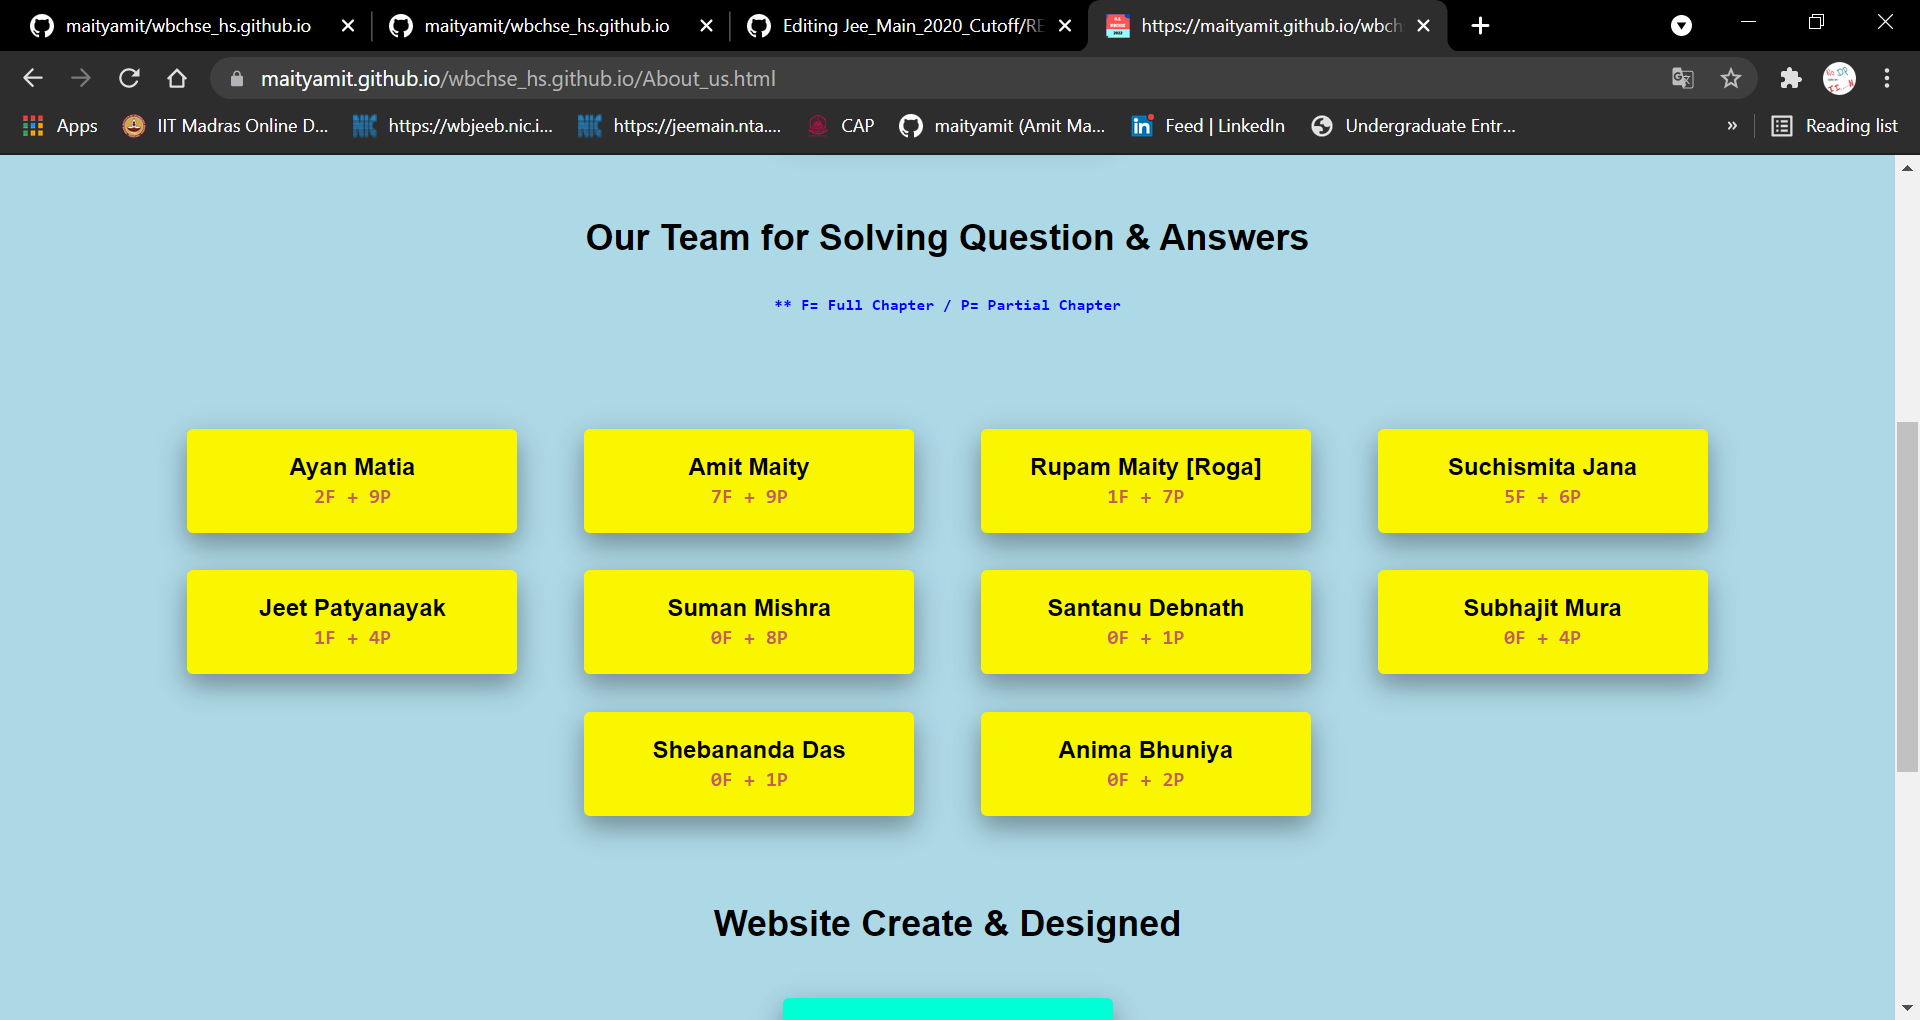 maityamit/wbchse_hs.github.io
maityamit/wbchse_hs.github.io
Editing Jee_Main_2020_Cutoff/RE
https://maityamit.github.io/wbch
maityamit.github.io/wbchse_hs.github.io/About_us.html
Apps
IIT Madras Online D...
https://wbjeeb.nic.i...
https://jeemain.nta....
CAP
maityamit (Amit Ma...
Feed | LinkedIn
Undergraduate Entr...
»
Reading list
Our Team for Solving Question & Answers
** F= Full Chapter / P= Partial Chapter
Ayan Matia
2F + 9P
Amit Maity
7F + 9P
Rupam Maity [Roga]
1F + 7P
Suchismita Jana
5F + 6P
Jeet Patyanayak
1F + 4P
Suman Mishra
0F + 8P
Santanu Debnath
0F + 1P
Subhajit Mura
0F + 4P
Shebananda Das
0F + 1P
Anima Bhuniya
0F + 2P
Website Create & Designed